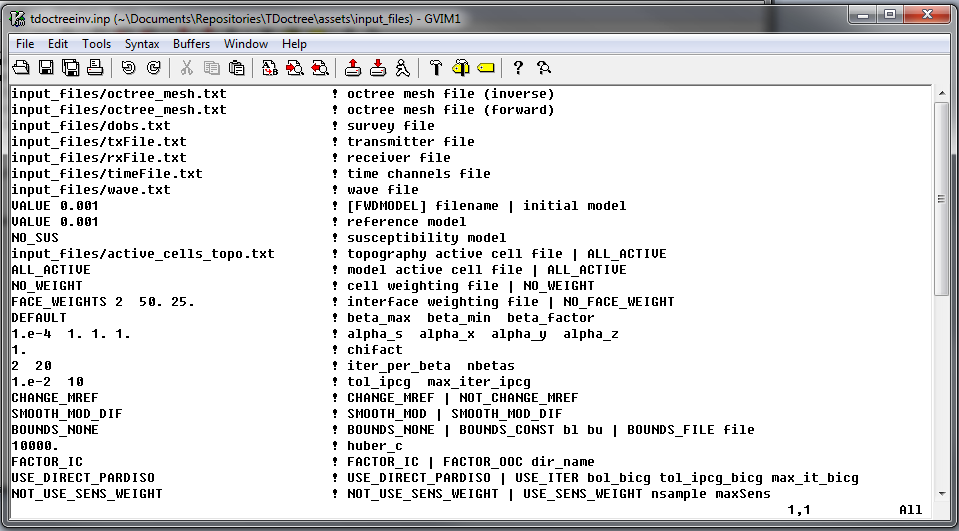 tdoctreeinv.inp (~\Documents\Repositories\TDoctree\assets\input_files) - GVIM1
File Edit Tools Syntax Buffers Window Help
input_files/octree_mesh.txt ! octree mesh file (inverse)
input_files/octree_mesh.txt ! octree mesh file (forward)
input_files/dobs.txt ! survey file
input_files/txFile.txt ! transmitter file
input_files/rxFile.txt ! receiver file
input_files/timeFile.txt ! time channels file
input_files/wave.txt ! wave file
VALUE 0.001 ! [FWDMODEL] filename | initial model
VALUE 0.001 ! reference model
NO_SUS ! susceptibility model
input_files/active_cells_topo.txt ! topography active cell file | ALL_ACTIVE
ALL_ACTIVE ! model active cell file | ALL_ACTIVE
NO_WEIGHT ! cell weighting file | NO_WEIGHT
FACE_WEIGHTS 2 50. 25. ! interface weighting file | NO_FACE_WEIGHT
DEFAULT ! beta_max beta_min beta_factor
1.e-4 1. 1. 1. ! alpha_s alpha_x alpha_y alpha_z
1. ! chifact
2 20 ! iter_per_beta nbetas
1.e-2 10 ! tol_ipcg max_iter_ipcg
CHANGE_MREF ! CHANGE_MREF | NOT_CHANGE_MREF
SMOOTH_MOD_DIF ! SMOOTH_MOD | SMOOTH_MOD_DIF
BOUNDS_NONE ! BOUNDS_NONE | BOUNDS_CONST bl bu | BOUNDS_FILE file
10000. ! huber_c
FACTOR_IC ! FACTOR_IC | FACTOR_OOC dir_name
USE_DIRECT_PARDISO ! USE_DIRECT_PARDISO | USE_ITER bol_bicg tol_ipcg_bicg max_it_bicg
NOT_USE_SENS_WEIGHT ! NOT_USE_SENS_WEIGHT | USE_SENS_WEIGHT nsample maxSens
1,1 All